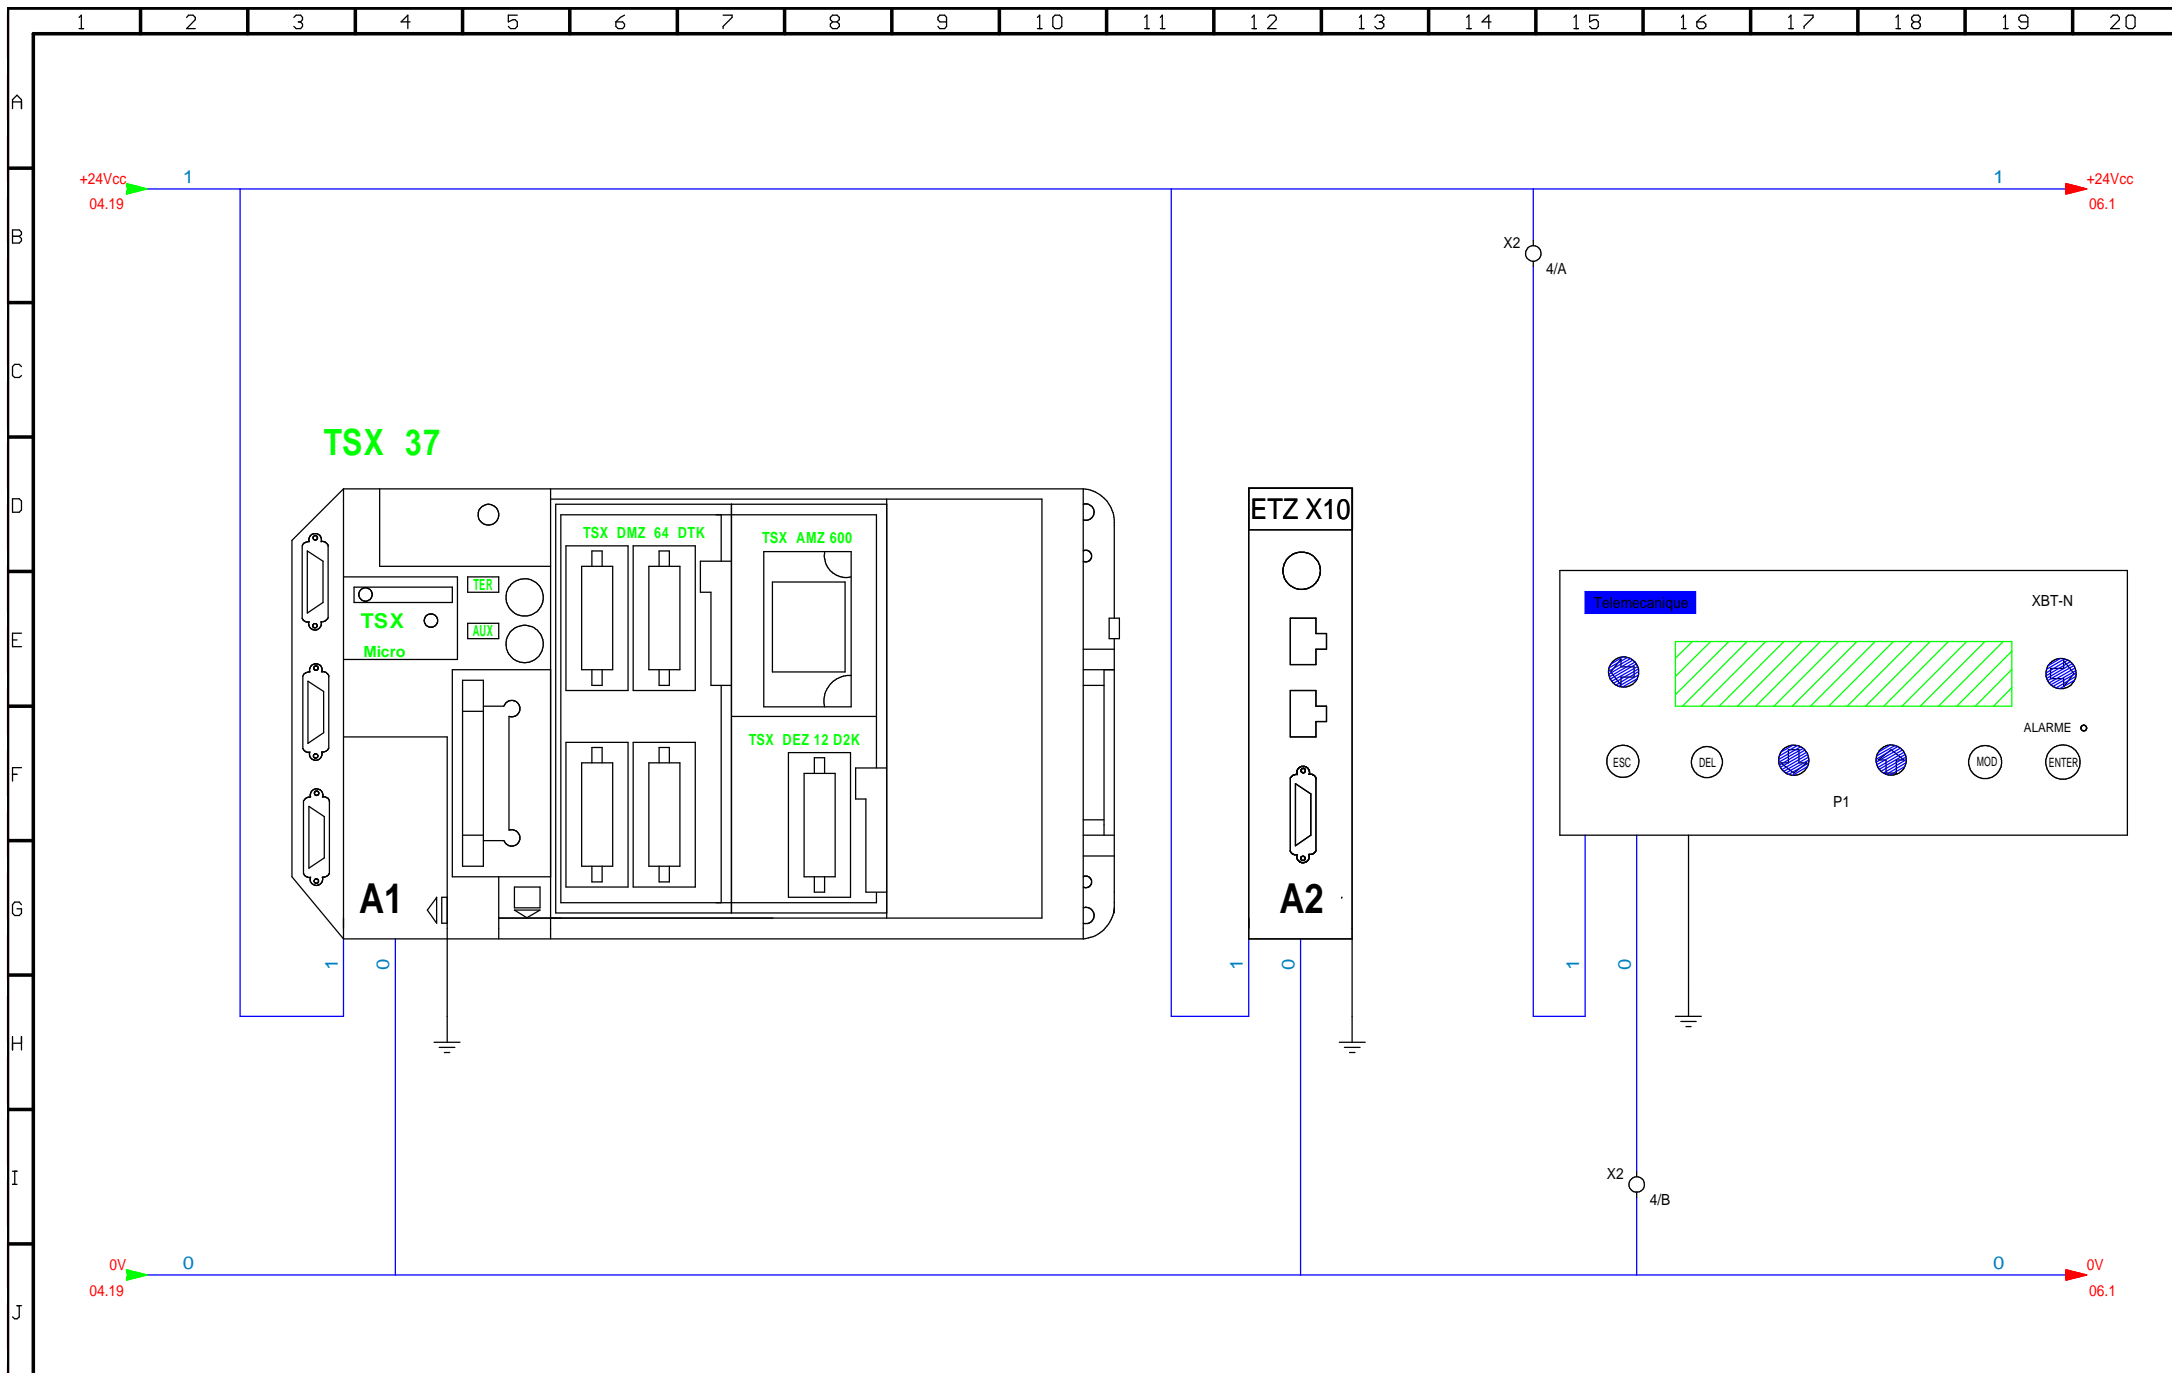 1 2 3 4 5 6 7 8 9 10 11 12 13 14 15 16 17 18 19 20
A
+24Vcc 1 1 +24Vcc
04.19 06.1
B
X2
4/A
C
TSX 37
D
ETZ X10
TSX DMZ 64 DTK TSX AMZ 600
TER
Telemecanique XBT-N
TSX
AUX
E
Micro
ALARME
TSX DEZ 12 D2K
ESC DEL MOD ENTER
F
P1
A1 A2
G
1 0 1 0 1 0
H
I
X2
4/B
0V 0 0 0V
04.19 06.1
J